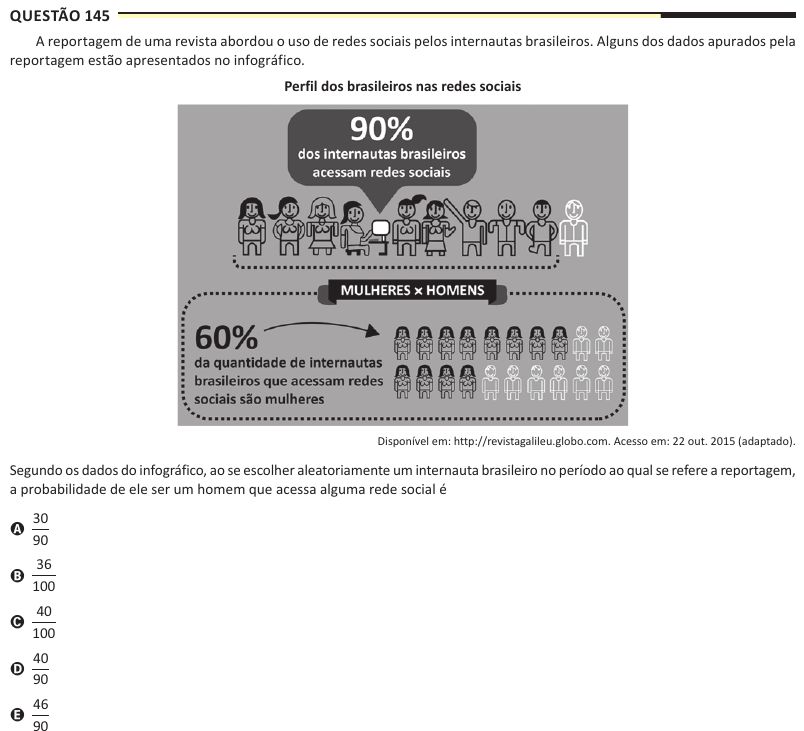 QUESTÃO 145
A reportagem de uma revista abordou o uso de redes sociais pelos internautas brasileiros. Alguns dos dados apurados pela
reportagem estão apresentados no infográfico.
Perfil dos brasileiros nas redes sociais
90%
dos internautas brasileiros
acessam redes sociais
MULHERES x HOMENS
60%
da quantidade de internautas
brasileiros que acessam redes
sociais são mulheres
Disponível em: http://revistagalileu.globo.com. Acesso em: 22 out. 2015 (adaptado).
Segundo os dados do infográfico, ao se escolher aleatoriamente um internauta brasileiro no período ao qual se refere a reportagem,
a probabilidade de ele ser um homem que acessa alguma rede social é
A 30/90
B 36/100
C 40/100
D 40/90
E 46/90